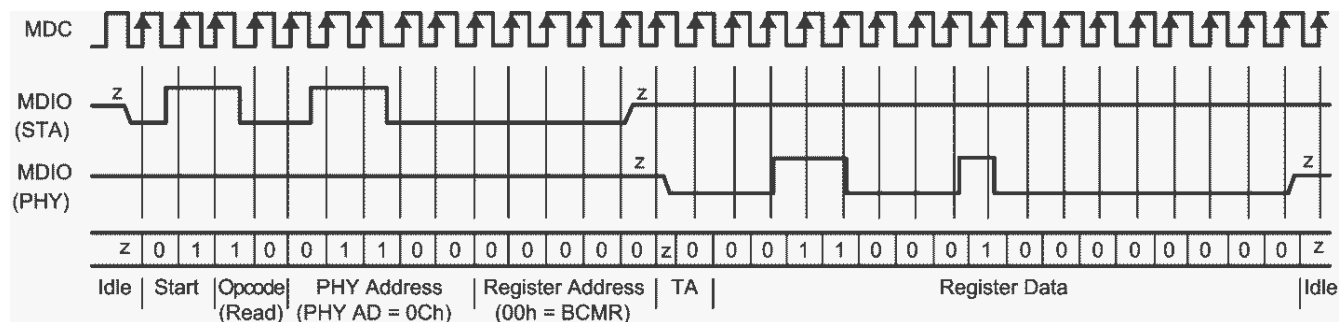 MDC
z z
MDIO
(STA)
z z
MDIO
(PHY)
z 0 1 1 0 0 1 1 0 0 0 0 0 0 0 z 0 0 0 1 1 0 0 0 1 0 0 0 0 0 0 0 0 z
Idle Start Opcode PHY Address Register Address TA Register Data Idle
(Read) (PHY AD = 0Ch) (00h = BCMR)